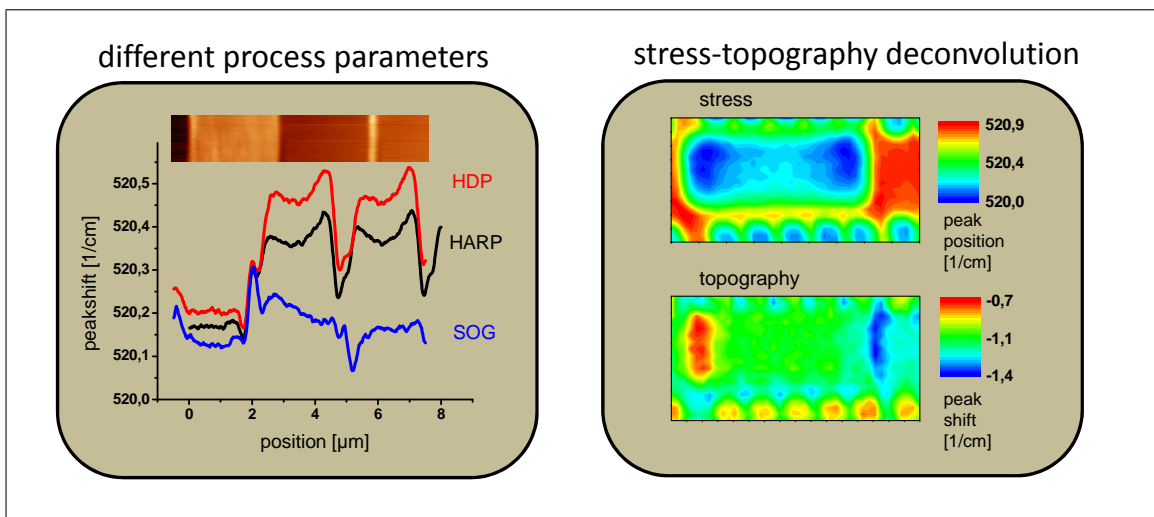 different process parameters
stress-topography deconvolution
520,5
520,4
520,3
520,2
520,1
520,0
peakshift [1/cm]
HDP
HARP
SOG
0
2
4
6
8
position [µm]
stress
520,9
520,4
520,0
peak
position
[1/cm]
topography
-0,7
-1,1
-1,4
peak
shift
[1/cm]